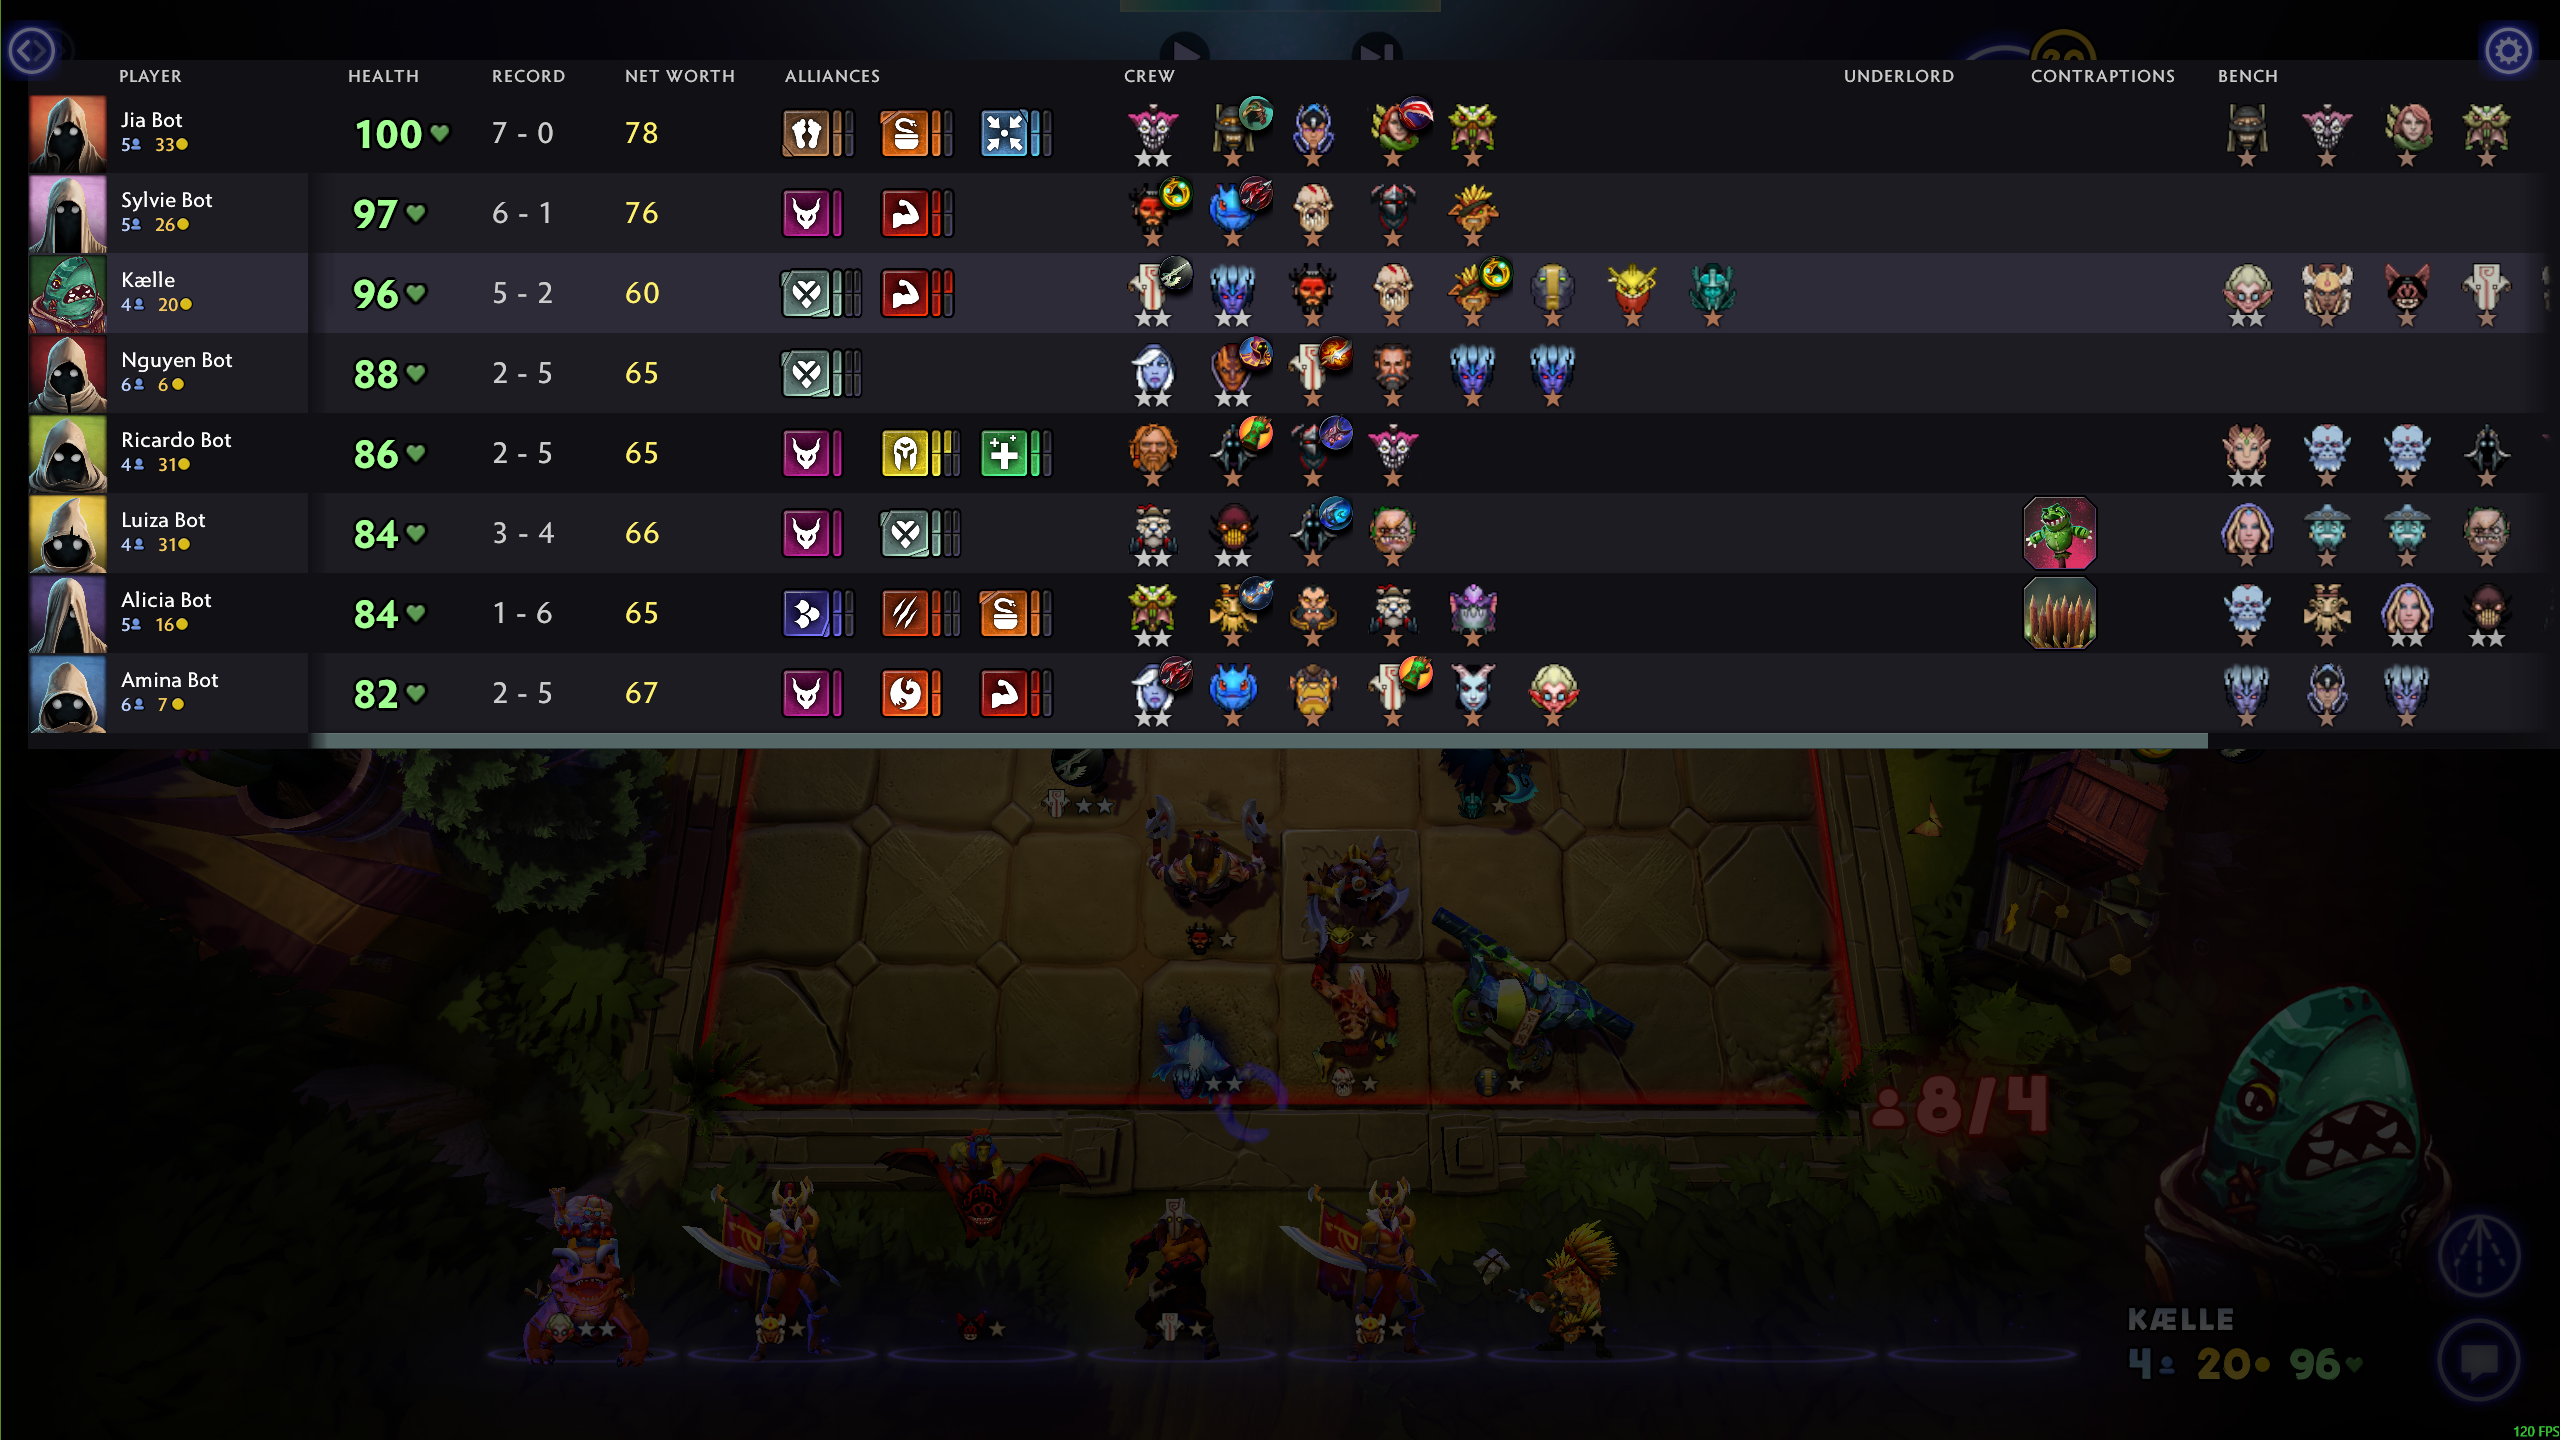 PLAYER HEALTH RECORD NET WORTH ALLIANCES CREW UNDERLORD CONTRAPTIONS BENCH
Jia Bot
5 33
100 7 - 0 78
Sylvie Bot
5 26
97 6 - 1 76
Kælle
4 20
96 5 - 2 60
Nguyen Bot
6 6
88 2 - 5 65
Ricardo Bot
4 31
86 2 - 5 65
Luiza Bot
4 31
84 3 - 4 66
Alicia Bot
5 16
84 1 - 6 65
Amina Bot
6 7
82 2 - 5 67
8/4
KÆLLE
4 20 96
120 FPS